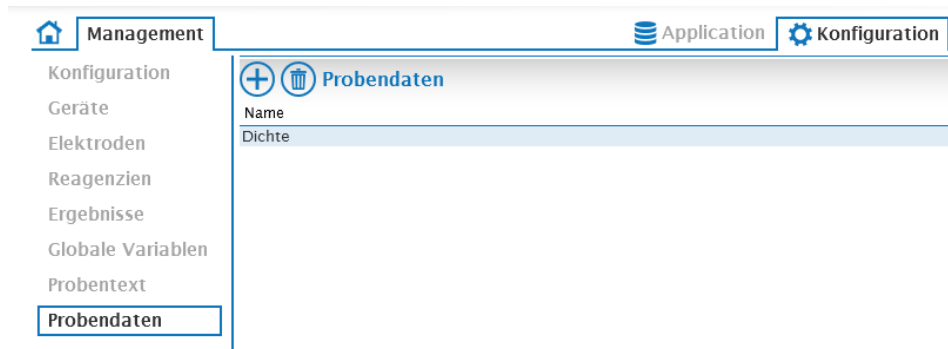 Management
Application
Konfiguration
Konfiguration
Geräte
Elektroden
Reagenzien
Ergebnisse
Globale Variablen
Probentext
Probendaten
Probendaten
Name
Dichte